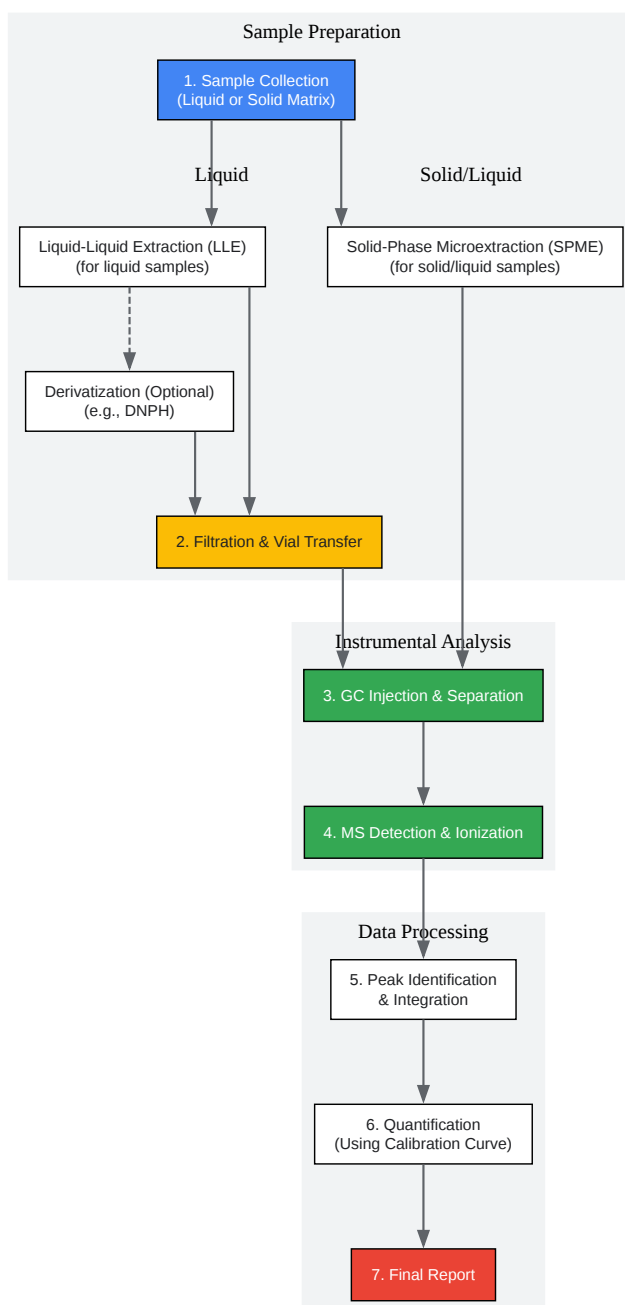 Sample Preparation
1. Sample Collection
(Liquid or Solid Matrix)
Liquid
Solid/Liquid
Liquid-Liquid Extraction (LLE)
(for liquid samples)
Solid-Phase Microextraction (SPME)
(for solid/liquid samples)
Derivatization (Optional)
(e.g., DNPH)
2. Filtration & Vial Transfer
Instrumental Analysis
3. GC Injection & Separation
4. MS Detection & Ionization
Data Processing
5. Peak Identification
& Integration
6. Quantification
(Using Calibration Curve)
7. Final Report